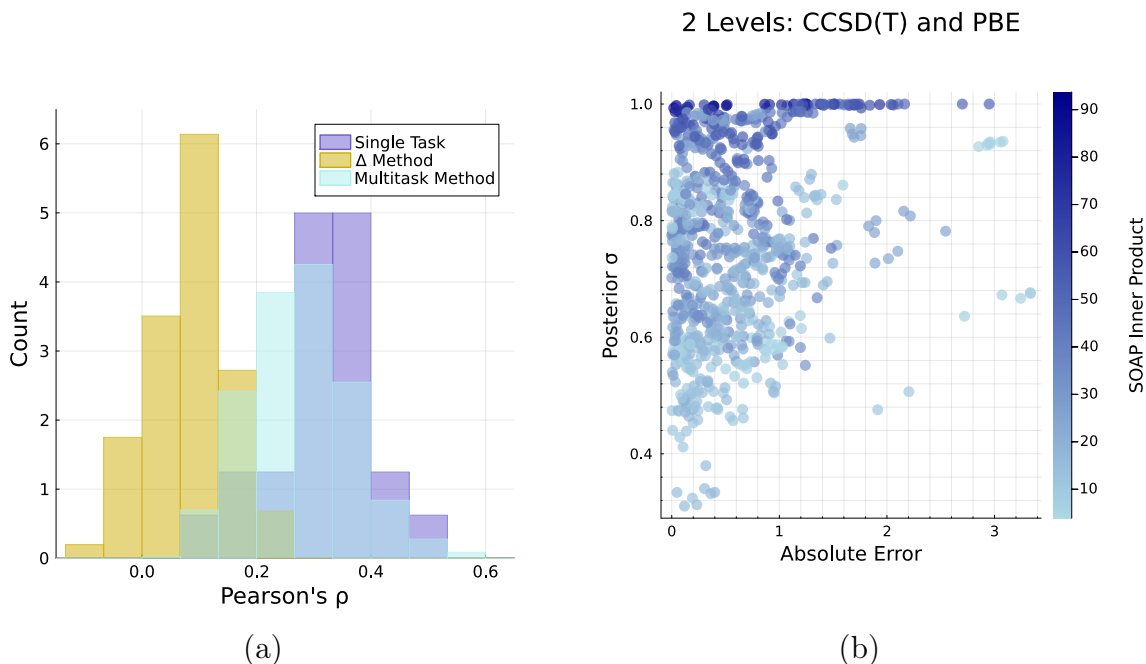 2 Levels: CCSD(T) and PBE
Single Task
Δ Method
Multitask Method
6
5
4
3
2
1
0
Count
0.0
0.2
0.4
0.6
Pearson's ρ
(a)
1.0
0.8
0.6
0.4
Posterior σ
0
1
2
3
Absolute Error
90
80
70
60
50
40
30
20
10
SOAP Inner Product
(b)